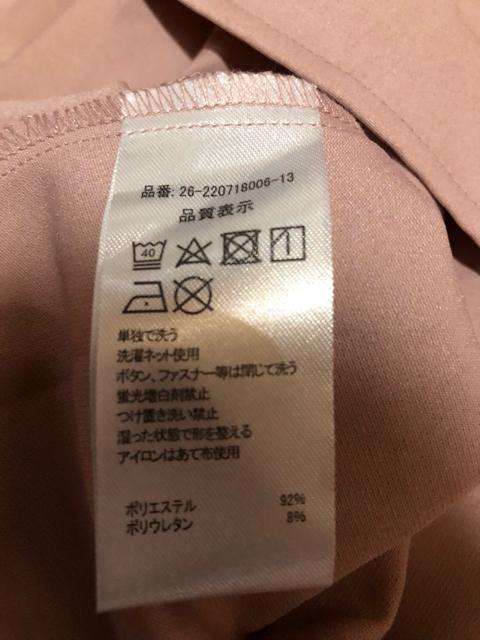 品番: 26-220718006-13
品質表示
40
単独で洗う
洗濯ネット使用
ボタン、ファスナー等は閉じて洗う
蛍光増白剤禁止
つけ置き洗い禁止
湿った状態で形を整える
アイロンはあて布使用
ポリエステル 92%
ポリウレタン 8%